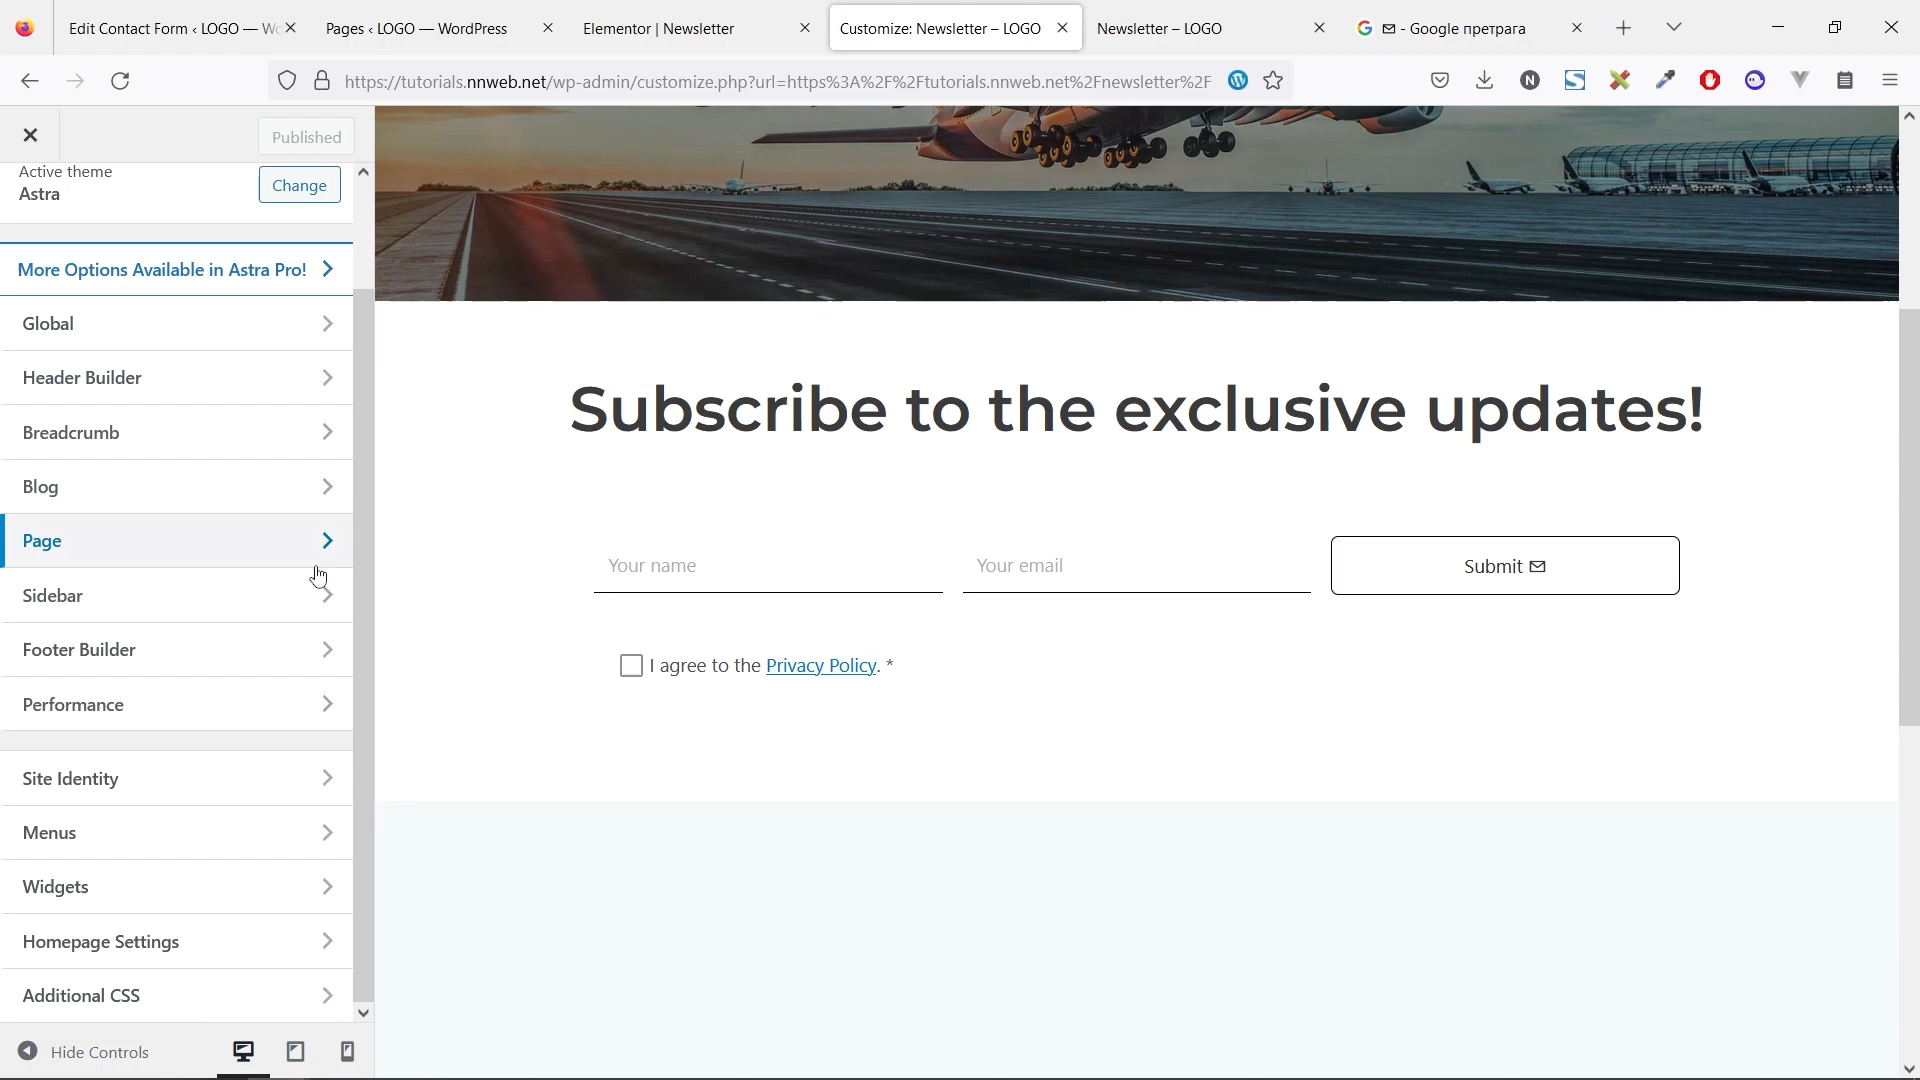 Edit Contact Form ‹ LOGO — Wo
Pages ‹ LOGO — WordPress
Elementor | Newsletter
Customize: Newsletter – LOGO
Newsletter – LOGO
✉ - Google претрага
https://tutorials.nnweb.net/wp-admin/customize.php?url=https%3A%2F%2Ftutorials.nnweb.net%2Fnewsletter%2F
Published
Active theme
Astra
Change
More Options Available in Astra Pro!
Global
Header Builder
Breadcrumb
Blog
Page
Sidebar
Footer Builder
Performance
Site Identity
Menus
Widgets
Homepage Settings
Additional CSS
Hide Controls
Subscribe to the exclusive updates!
Your name
Your email
Submit ✉
I agree to the Privacy Policy. *